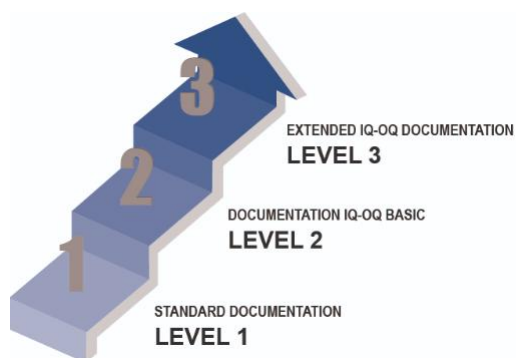 3
EXTENDED IQ-OQ DOCUMENTATION
LEVEL 3
2
DOCUMENTATION IQ-OQ BASIC
LEVEL 2
1
STANDARD DOCUMENTATION
LEVEL 1